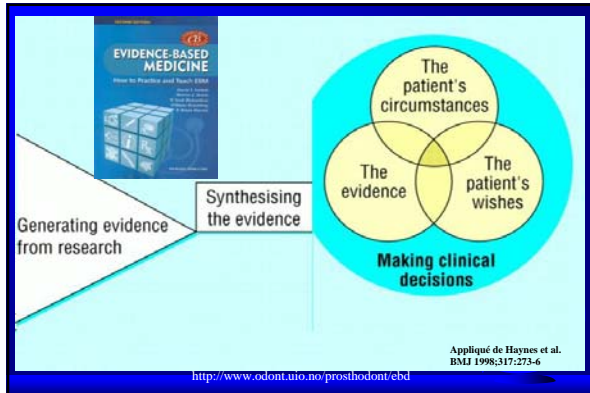 EVIDENCE-BASED
MEDICINE
How to Practice and Teach EBM
Generating evidence
from research
Synthesising
the evidence
The
patient's
circumstances
The
evidence
The
patient's
wishes
Making clinical
decisions
Appliqué de Haynes et al.
BMJ 1998;317:273-6
http://www.odont.uio.no/prosthodont/ebd